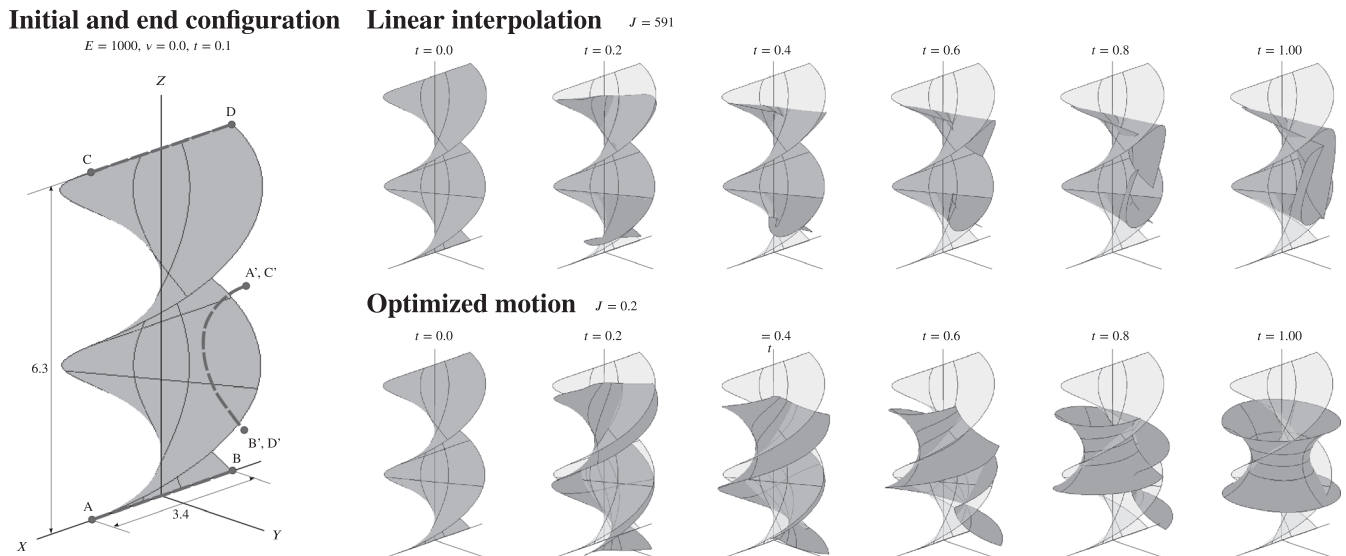 Initial and end configuration
E = 1000, ν = 0.0, t = 0.1
Z
D
C
A’, C’
6.3
B’, D’
B
A
3.4
X
Y
Linear interpolation J = 591
t = 0.0 t = 0.2 t = 0.4 t = 0.6 t = 0.8 t = 1.00
Optimized motion J = 0.2
t = 0.0 t = 0.2 = 0.4 t = 0.6 t = 0.8 t = 1.00
t